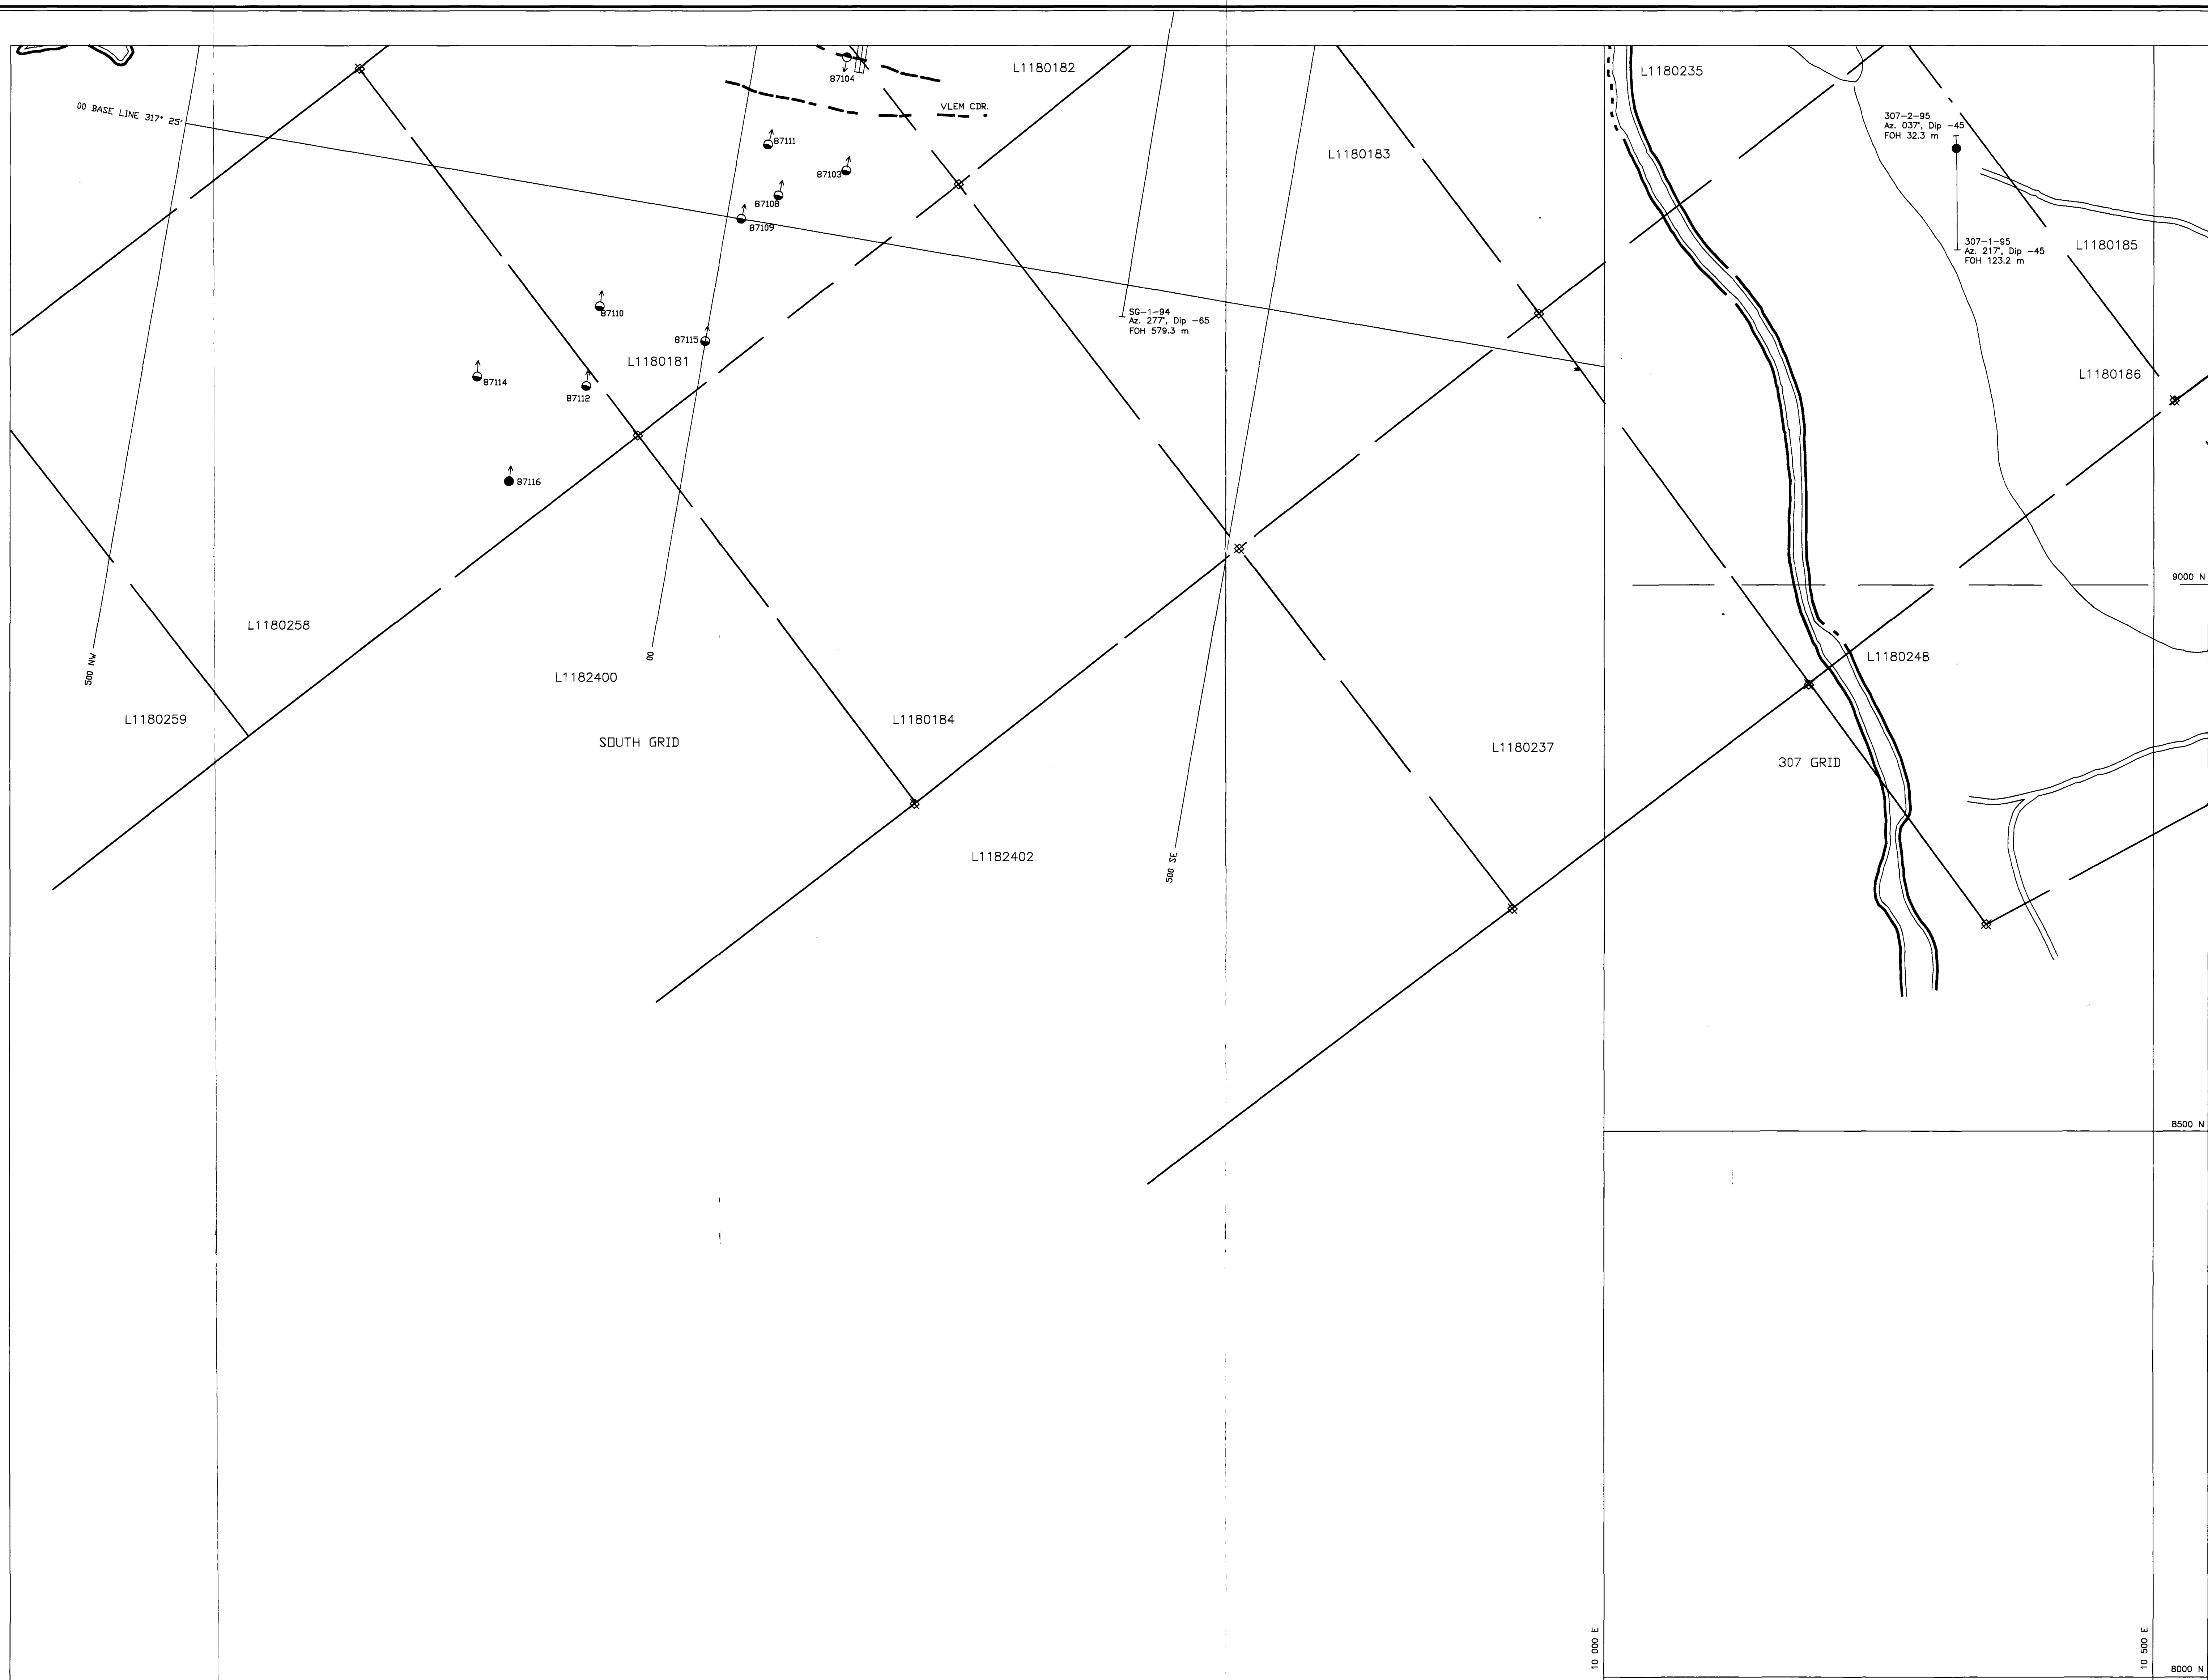 L1180182
L1180235
87104
00 BASE LINE 317° 25'
VLEM CDR.
307-2-95
Az. 037°, Dip -45
FOH 32.3 m
87111
87103
L1180183
87108
87109
307-1-95
Az. 217°, Dip -45
FOH 123.2 m
L1180185
87110
SG-1-94
Az. 277°, Dip -65
FOH 579.3 m
87115
L1180181
87114
87112
L1180186
87116
9000 N
L1180258
500 NW
00
L1180248
L1182400
L1180259
L1180184
SOUTH GRID
L1180237
307 GRID
L1182402
500 SE
8500 N
10 000 E
10 500 E
8000 N